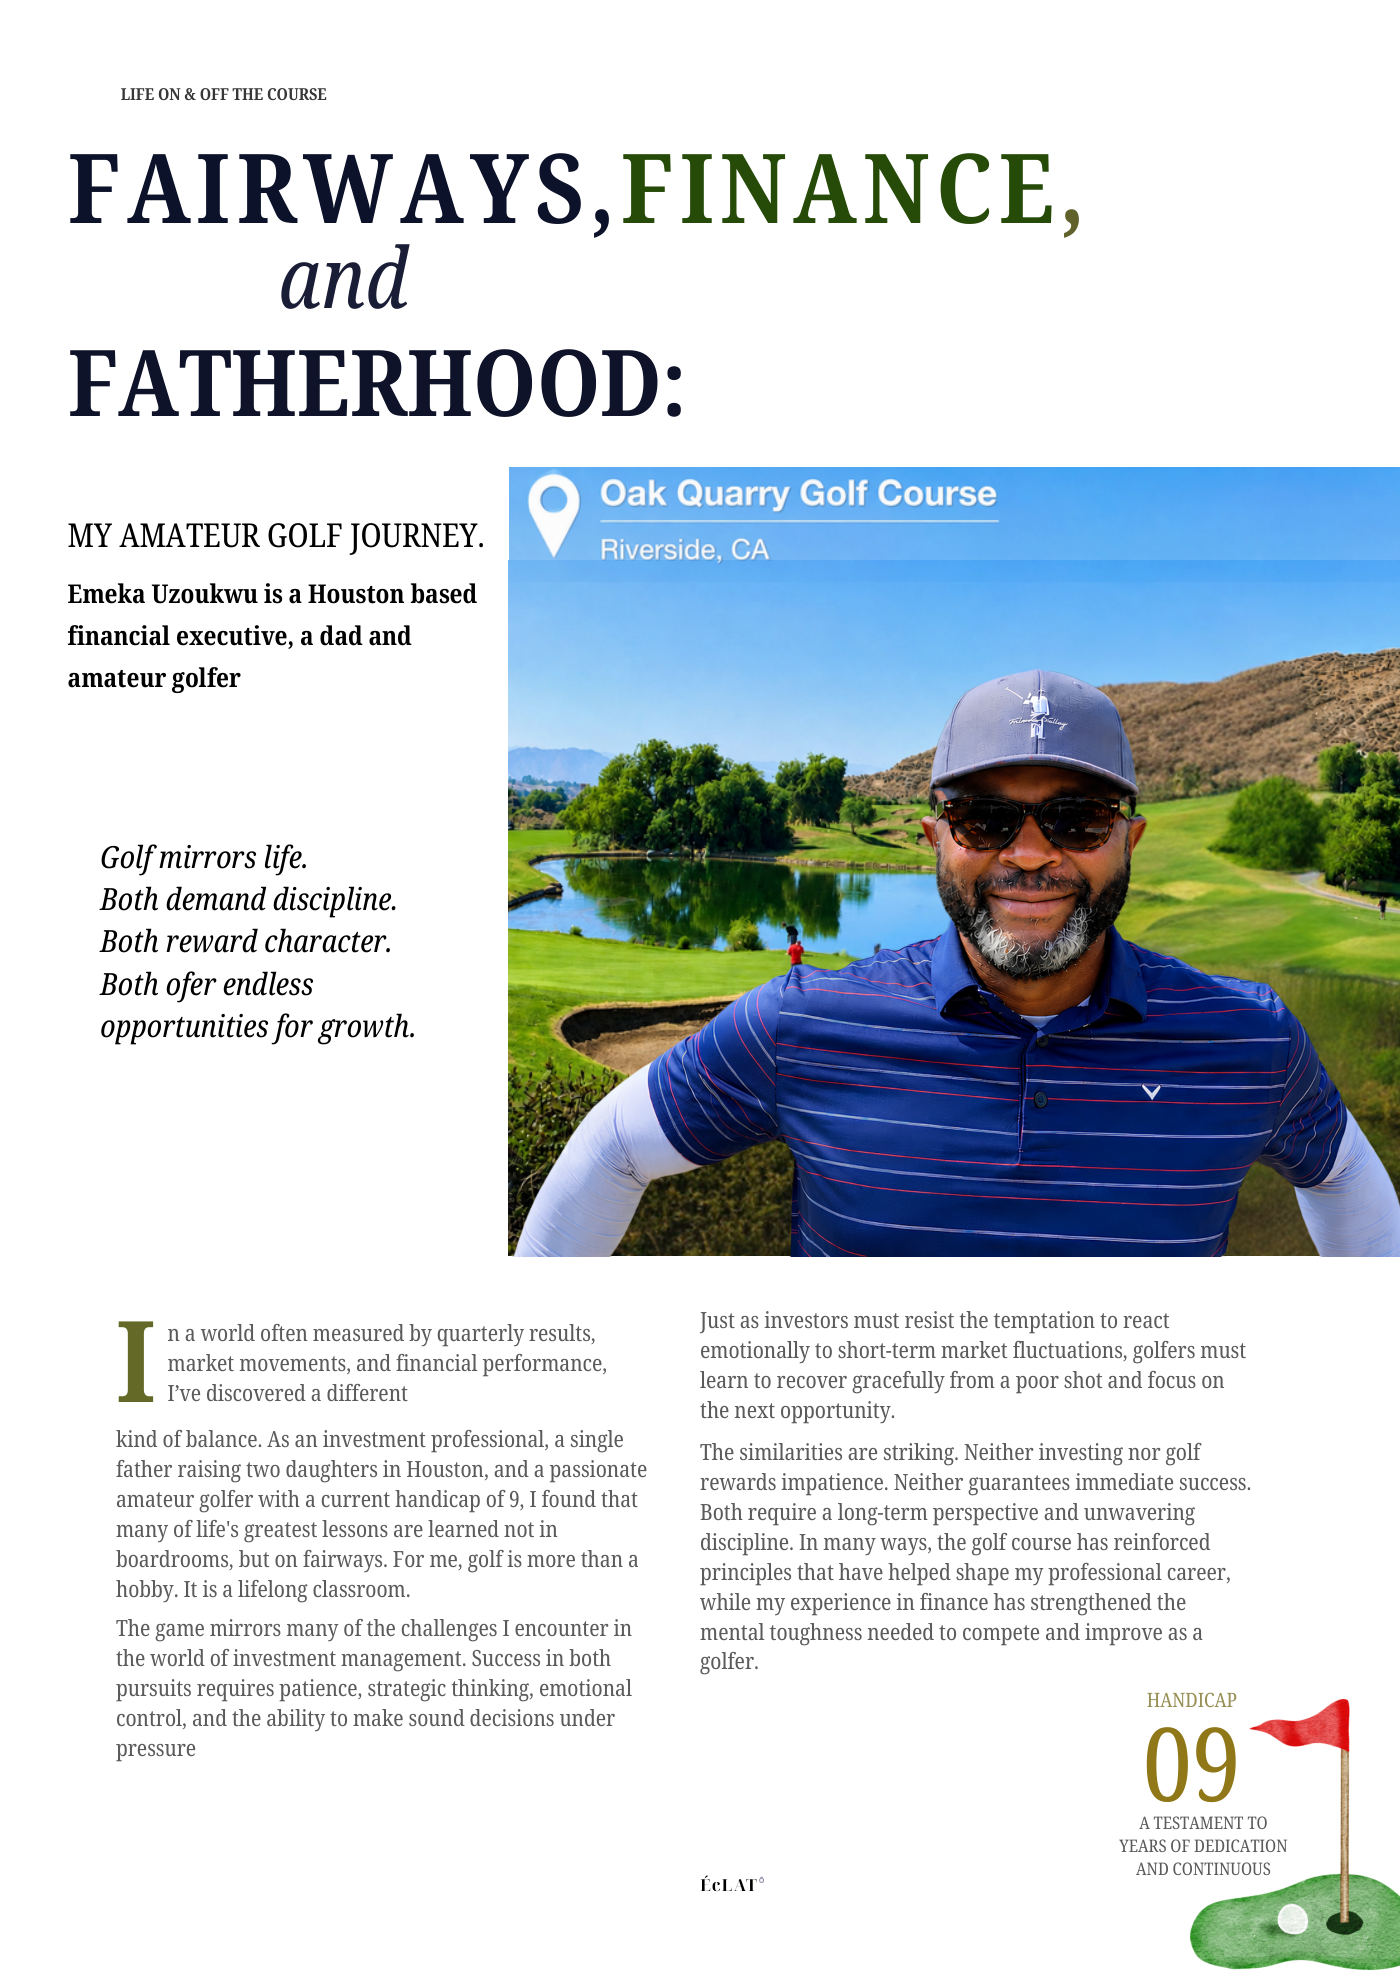 LIFE ON & OFF THE COURSE
FAIRWAYS,FINANCE,
and
FATHERHOOD:
MY AMATEUR GOLF JOURNEY.
Emeka Uzoukwu is a Houston based
financial executive, a dad and
amateur golfer
Golf mirrors life.
Both demand discipline.
Both reward character.
Both ofer endless
opportunities for growth.
Oak Quarry Golf Course
Riverside, CA
In a world often measured by quarterly results,
market movements, and financial performance,
I’ve discovered a different
kind of balance. As an investment professional, a single
father raising two daughters in Houston, and a passionate
amateur golfer with a current handicap of 9, I found that
many of life's greatest lessons are learned not in
boardrooms, but on fairways. For me, golf is more than a
hobby. It is a lifelong classroom.
The game mirrors many of the challenges I encounter in
the world of investment management. Success in both
pursuits requires patience, strategic thinking, emotional
control, and the ability to make sound decisions under
pressure
Just as investors must resist the temptation to react
emotionally to short-term market fluctuations, golfers must
learn to recover gracefully from a poor shot and focus on
the next opportunity.
The similarities are striking. Neither investing nor golf
rewards impatience. Neither guarantees immediate success.
Both require a long-term perspective and unwavering
discipline. In many ways, the golf course has reinforced
principles that have helped shape my professional career,
while my experience in finance has strengthened the
mental toughness needed to compete and improve as a
golfer.
HANDICAP
09
A TESTAMENT TO
YEARS OF DEDICATION
AND CONTINUOUS
ÉcLAT